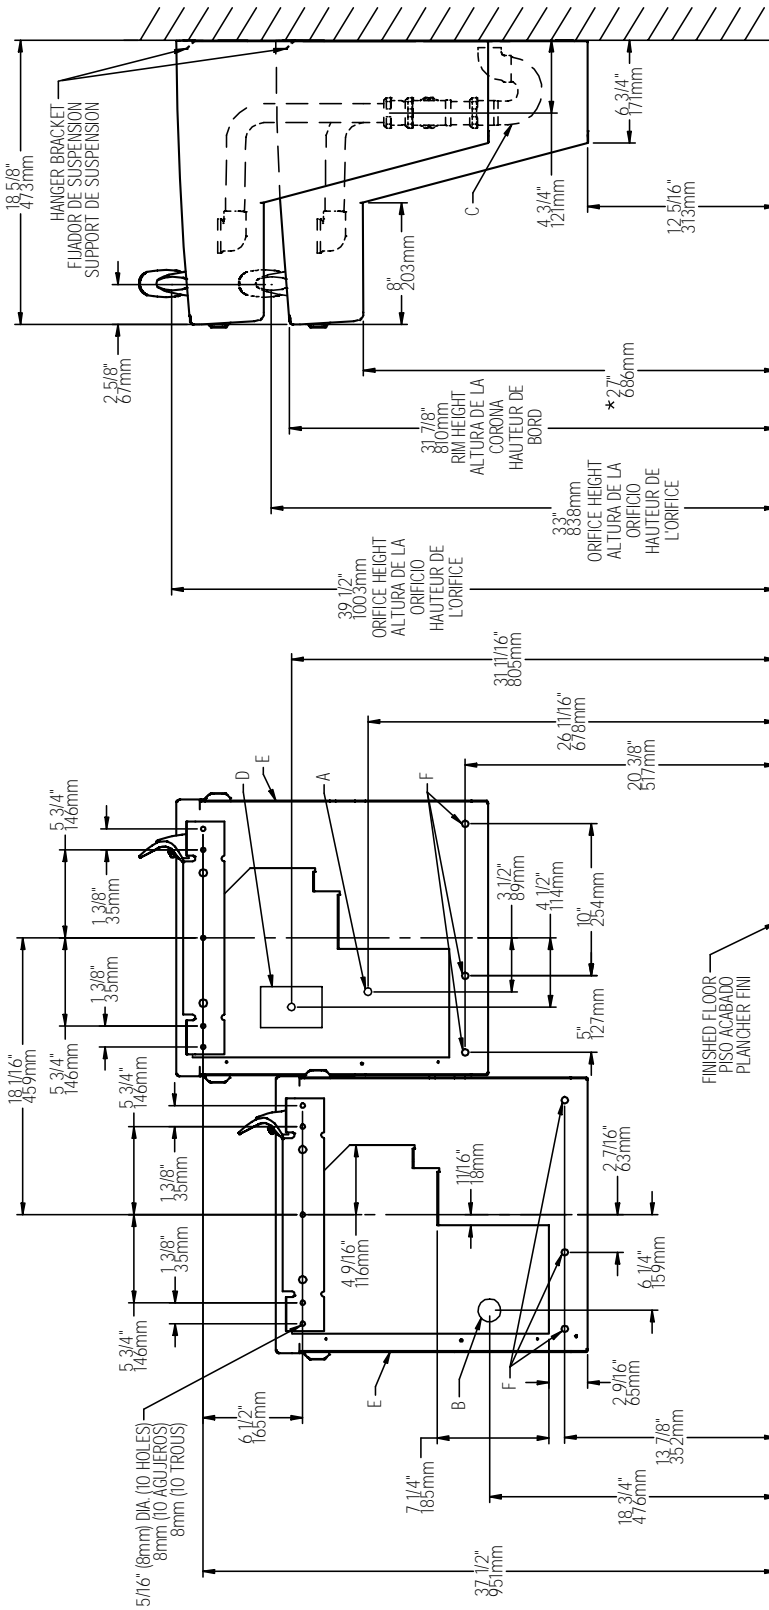 18 5/8"
473mm
HANGER BRACKET
FIJADOR DE SUSPENSION
SUPPORT DE SUSPENSION
2 5/8"
67mm
6 3/4"
171mm
C
4 3/4"
121mm
12 5/16"
313mm
8"
203mm
*27"
686mm
31 7/8"
810mm
RIM HEIGHT
ALTURA DE LA
CORONA
HAUTEUR DE
BORD
33"
838mm
ORIFICE HEIGHT
ALTURA DE LA
ORIFICIO
HAUTEUR DE
L'ORIFICE
39 1/2"
1003mm
ORIFICE HEIGHT
ALTURA DE LA
ORIFICIO
HAUTEUR DE
L'ORIFICE
31 11/16"
805mm
26 11/16"
678mm
20 3/8"
517mm
E
D
A
F
5 3/4"
146mm
1 3/8"
35mm
1 3/8"
35mm
5 3/4"
146mm
18 1/16"
459mm
3 1/2"
89mm
4 1/2"
114mm
10"
254mm
5"
127mm
FINISHED FLOOR
PISO ACABADO
PLANCHER FINI
5 3/4"
146mm
1 3/8"
35mm
1 3/8"
35mm
5 3/4"
146mm
4 9/16"
116mm
11/16"
18mm
2 7/16"
63mm
6 1/4"
159mm
E
B
F
2 9/16"
65mm
5/16" (8mm) DIA. (10 HOLES)
8mm (10 AGUJEROS)
8mm (10 TROUS)
6 1/2"
165mm
7 1/4"
185mm
13 7/8"
352mm
18 3/4"
476mm
37 1/2"
951mm